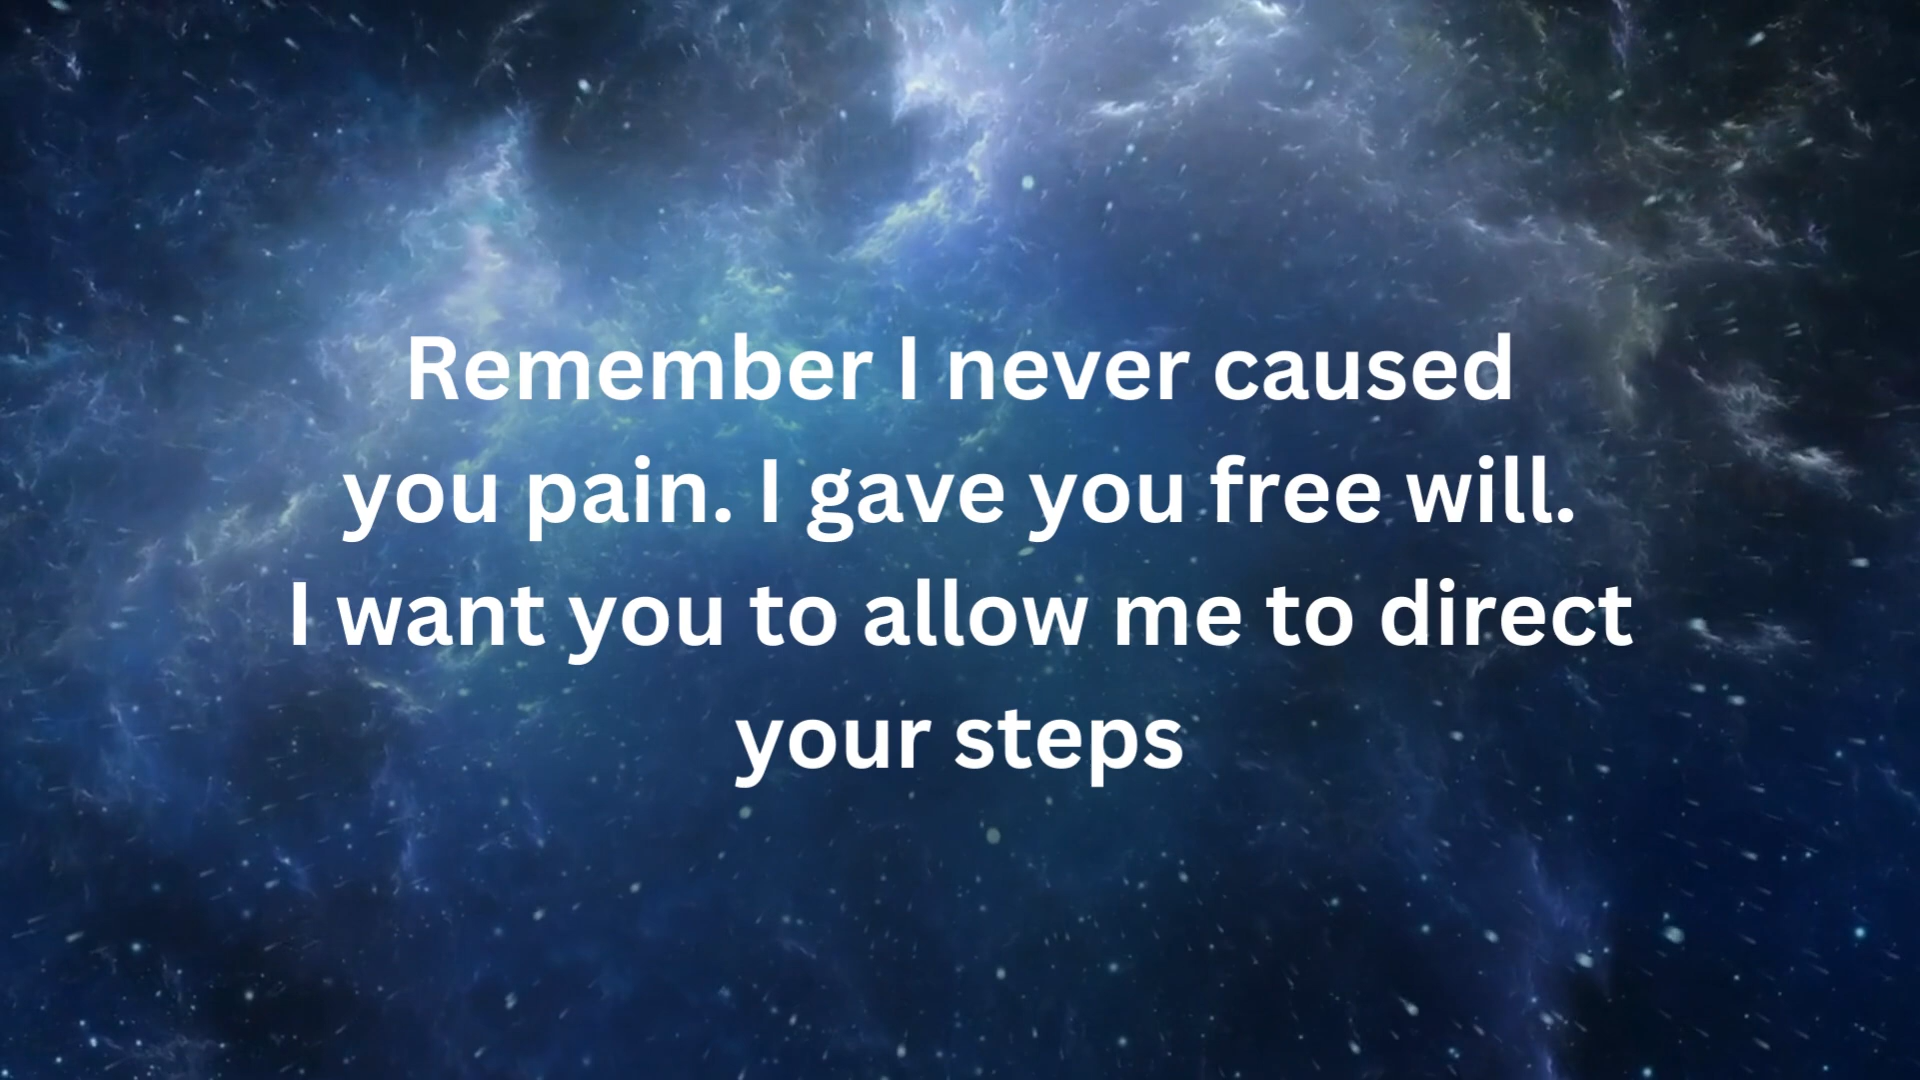 Remember I never caused
you pain. I gave you free will.
I want you to allow me to direct
your steps